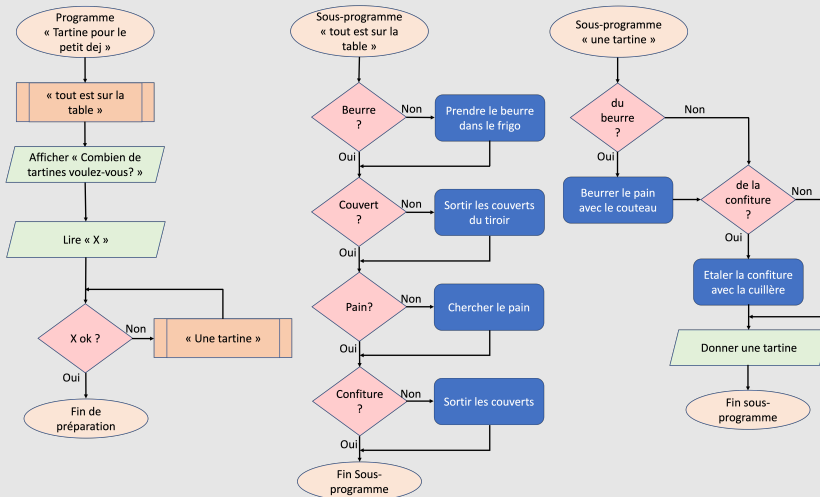 Programme
« Tartine pour le
petit dej »
« tout est sur la
table »
Afficher « Combien de
tartines voulez-vous? »
Lire « X »
X ok ?
Non
« Une tartine »
Oui
Fin de
préparation
Sous-programme
« tout est sur la
table »
Beurre
?
Non
Prendre le beurre
dans le frigo
Oui
Couvert
?
Non
Sortir les couverts
du tiroir
Oui
Pain?
Non
Chercher le pain
Oui
Confiture
?
Non
Sortir les couverts
Oui
Fin Sous-
programme
Sous-programme
« une tartine »
du
beurre
?
Non
Oui
Beurrer le pain
avec le couteau
de la
confiture
?
Non
Oui
Etaler la confiture
avec la cuillère
Donner une tartine
Fin sous-
programme